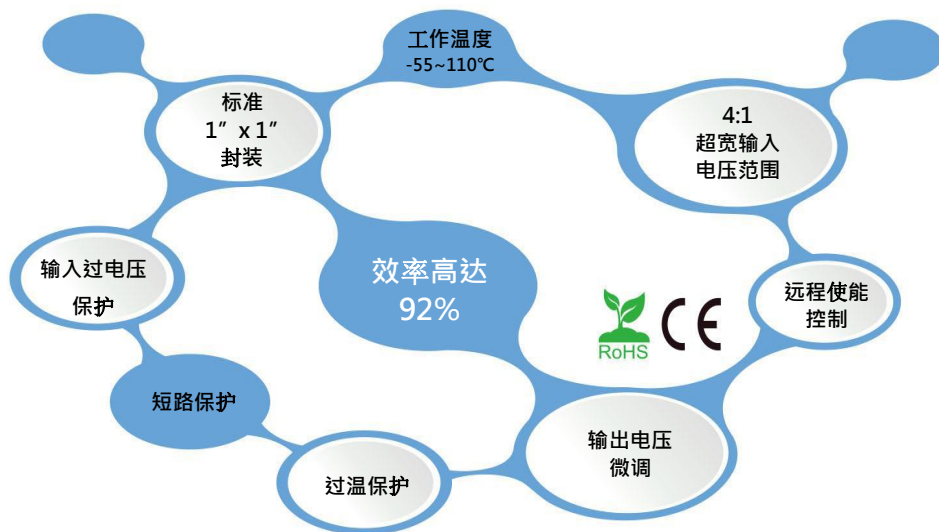 工作温度
-55~110℃
标准
1” x 1”
封装
4:1
超宽输入
电压范围
输入过电压
保护
效率高达
92%
远程使能
控制
RoHS
CE
短路保护
输出电压
微调
过温保护